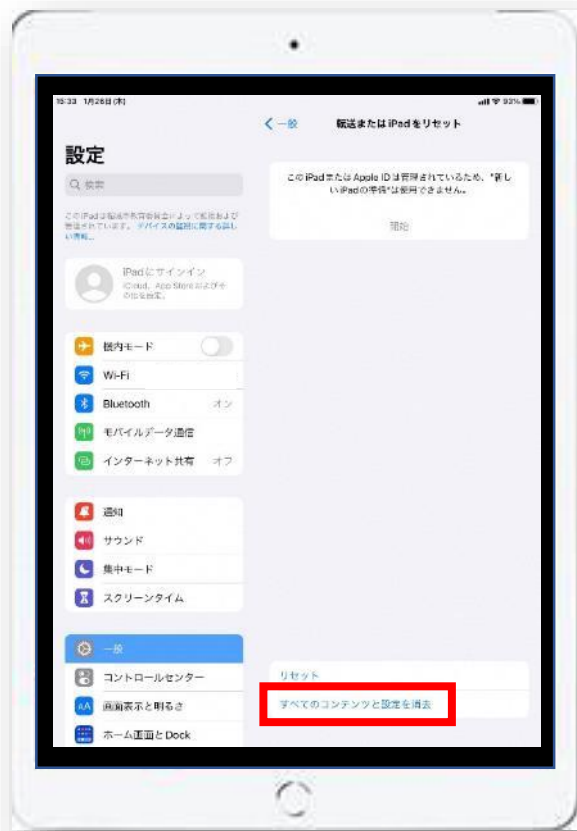 15:33 1月26日(木)
92%
設定
検索
このiPadは稲城市教育委員会によって監視および
管理されています。デバイスの監視に関する詳し
い情報...
iPadにサインイン
iCloud、App Storeおよびそ
の他を設定。
機内モード
Wi-Fi
Bluetooth オン
モバイルデータ通信
インターネット共有 オフ
通知
サウンド
集中モード
スクリーンタイム
一般
コントロールセンター
画面表示と明るさ
ホーム画面とDock
一般 転送またはiPadをリセット
このiPadまたはApple IDは管理されているため、"新し
いiPadの準備"は使用できません。
開始
リセット
すべてのコンテンツと設定を消去